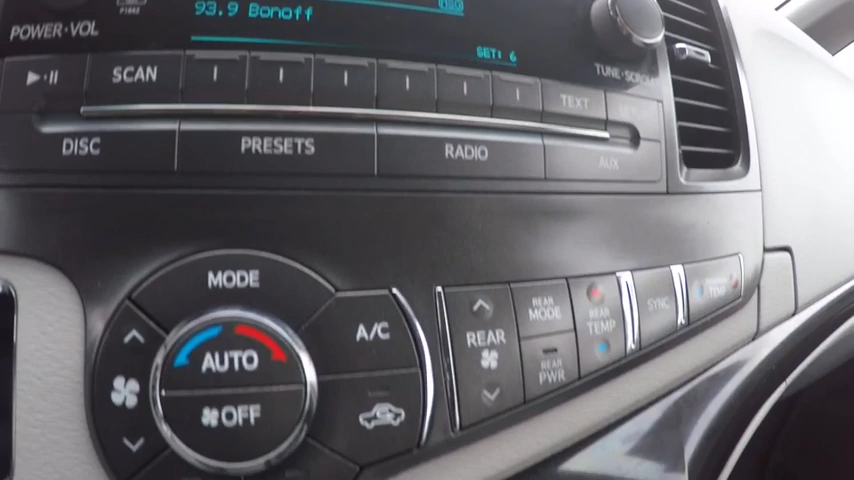 93.9 Bonoff
POWER·VOL
SET: 6
TUNE·SCROLL
SCAN
TEXT
DISC
PRESETS
RADIO
AUX
MODE
AUTO
OFF
A/C
REAR
REAR
MODE
REAR
PWR
REAR
TEMP
SYNC
TEMP